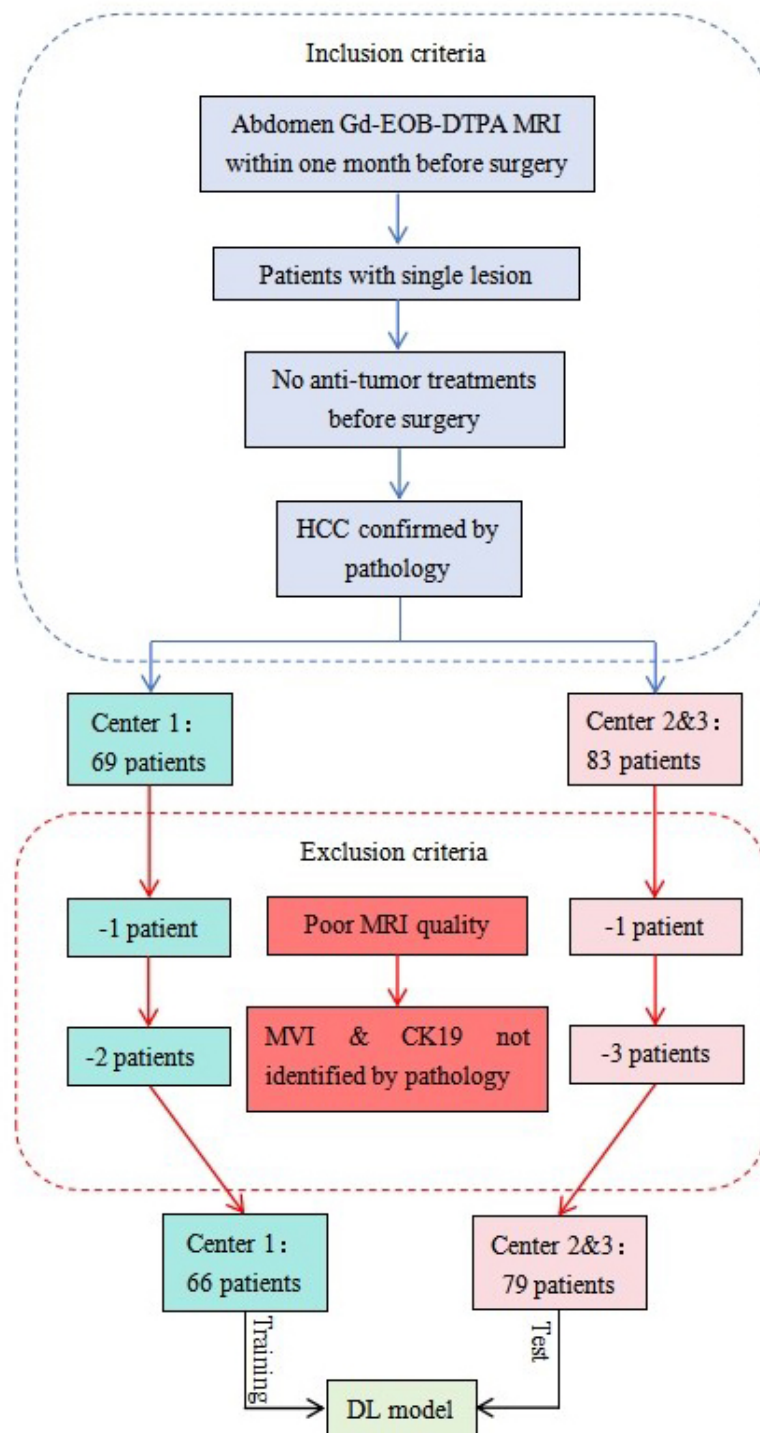 Inclusion criteria
Abdomen Gd-EOB-DTPA MRI
within one month before surgery
Patients with single lesion
No anti-tumor treatments
before surgery
HCC confirmed by
pathology
Center 1：
69 patients
Center 2&3：
83 patients
Exclusion criteria
-1 patient
Poor MRI quality
-1 patient
-2 patients
MVI & CK19 not
identified by pathology
-3 patients
Center 1：
66 patients
Center 2&3：
79 patients
Training
Test
DL model